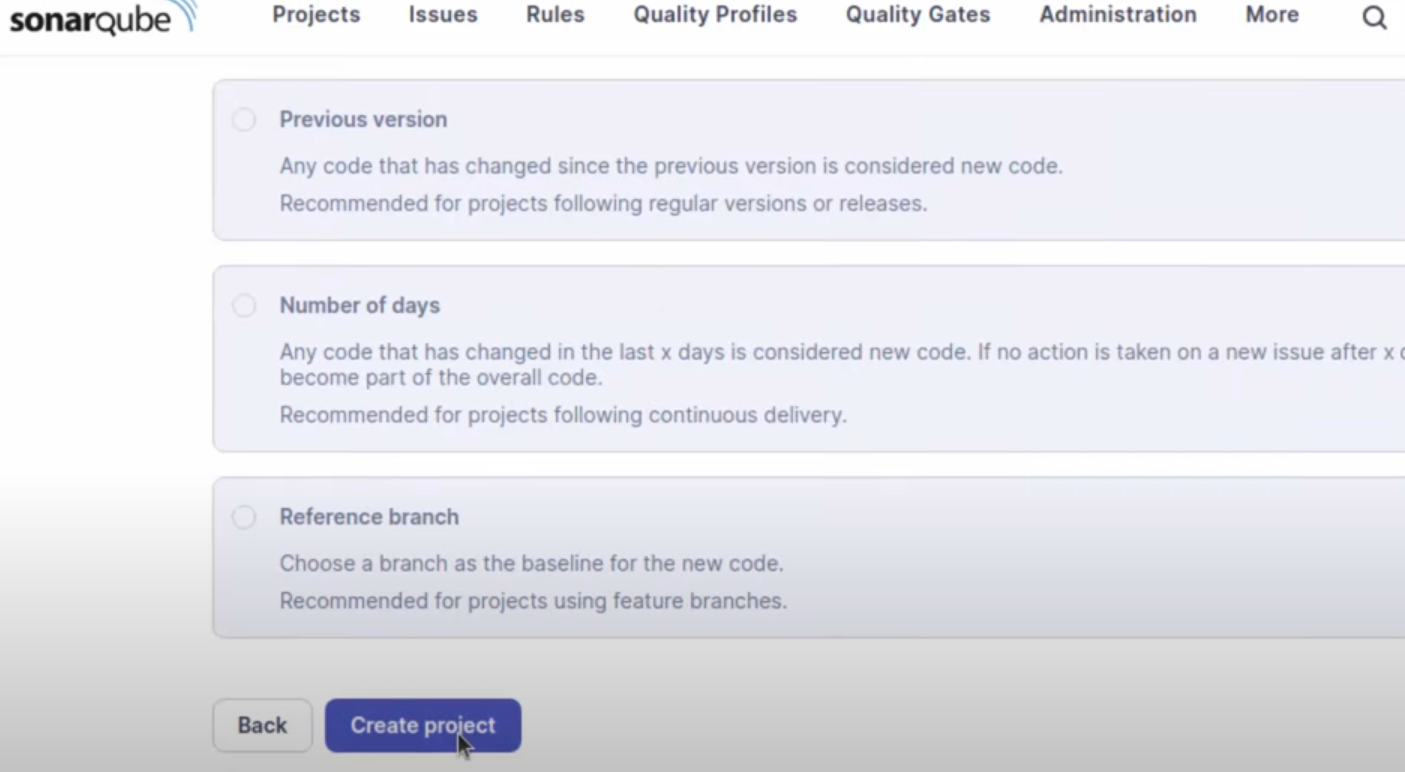 sonarqube Projects Issues Rules Quality Profiles Quality Gates Administration More
Previous version
Any code that has changed since the previous version is considered new code.
Recommended for projects following regular versions or releases.
Number of days
Any code that has changed in the last x days is considered new code. If no action is taken on a new issue after x
become part of the overall code.
Recommended for projects following continuous delivery.
Reference branch
Choose a branch as the baseline for the new code.
Recommended for projects using feature branches.
Back Create project